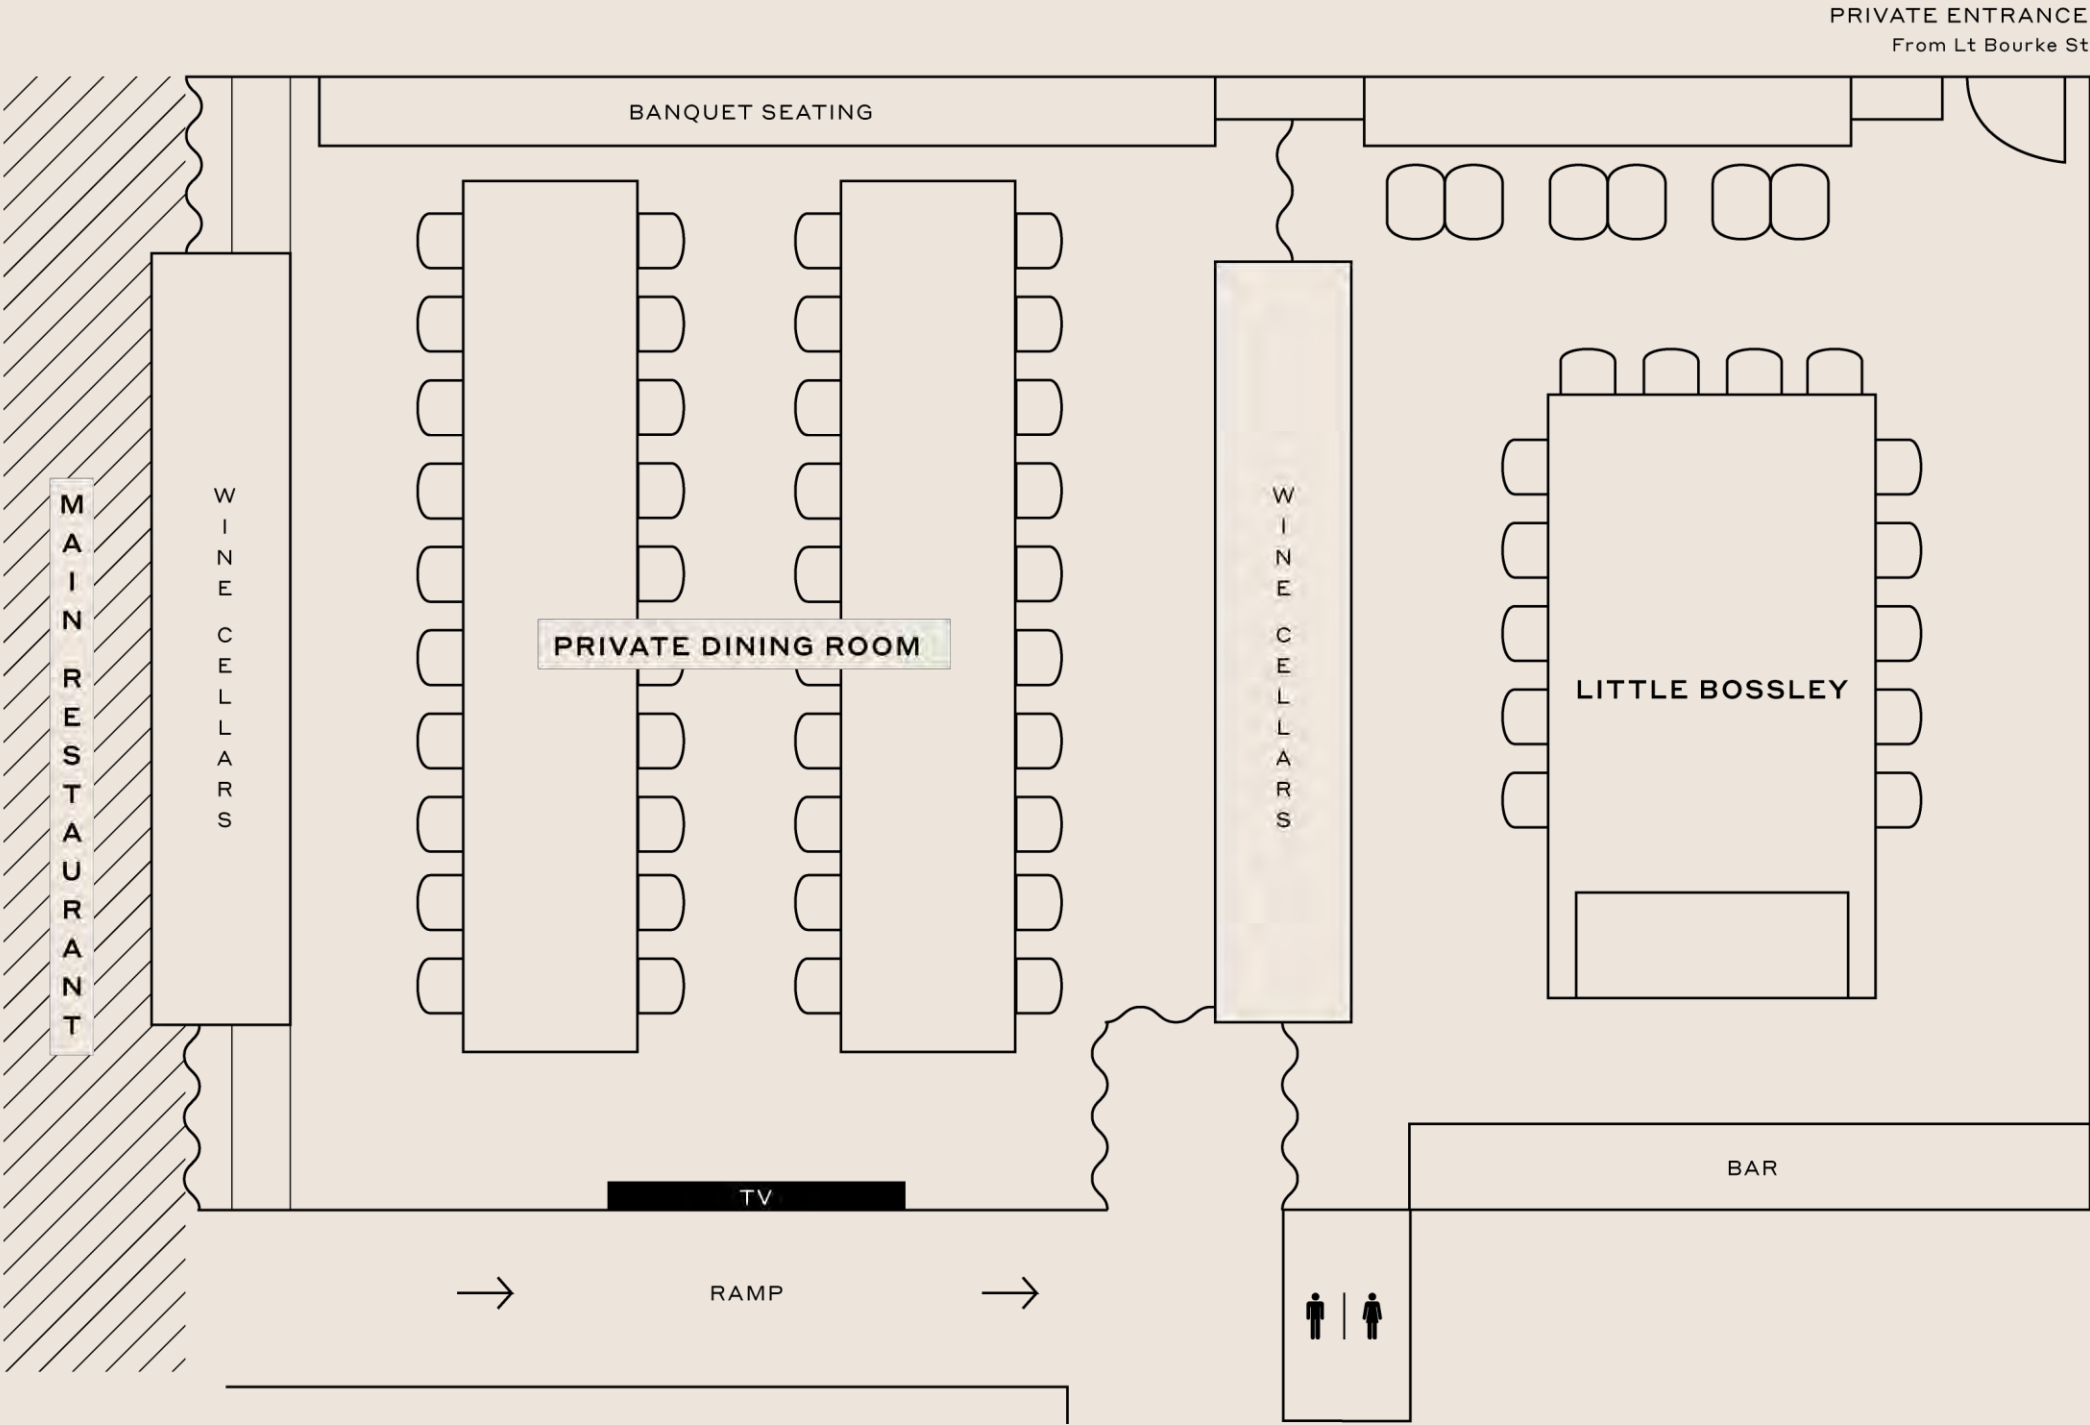 PRIVATE ENTRANCE
From Lt Bourke St
BANQUET SEATING
MAIN RESTAURANT
WINE CELLARS
PRIVATE DINING ROOM
WINE CELLARS
LITTLE BOSSLEY
BAR
TV
RAMP